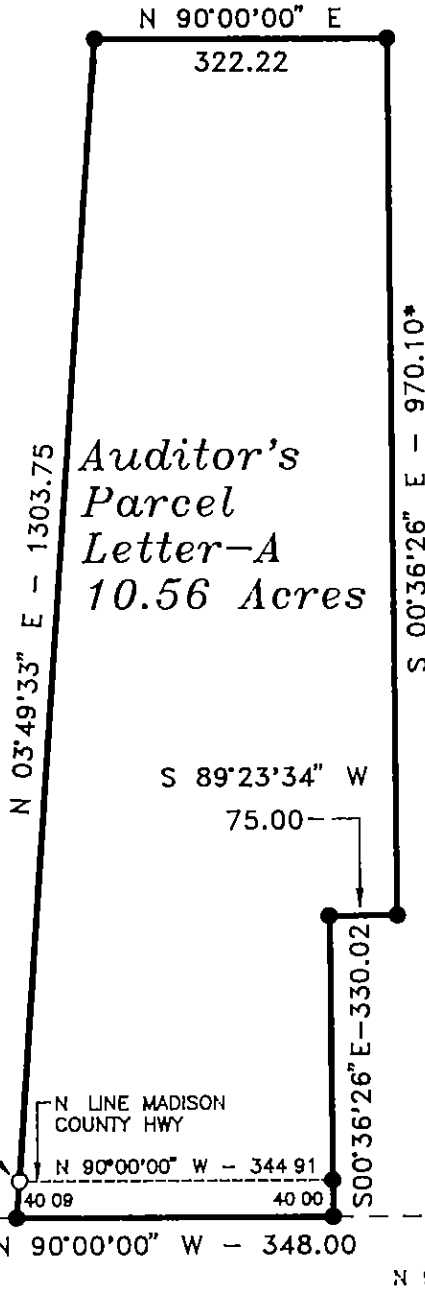 N 90°00'00" E
322.22
S 00°36'26" E – 970.10*
N 03°49'33" E – 1303.75
Auditor's
Parcel
Letter–A
10.56 Acres
S 89°23'34" W
75.00
S00°36'26"E–330.02
N LINE MADISON
COUNTY HWY
N 90°00'00" W – 344 91
40 09
40 00
N 90°00'00" W – 348.00
N